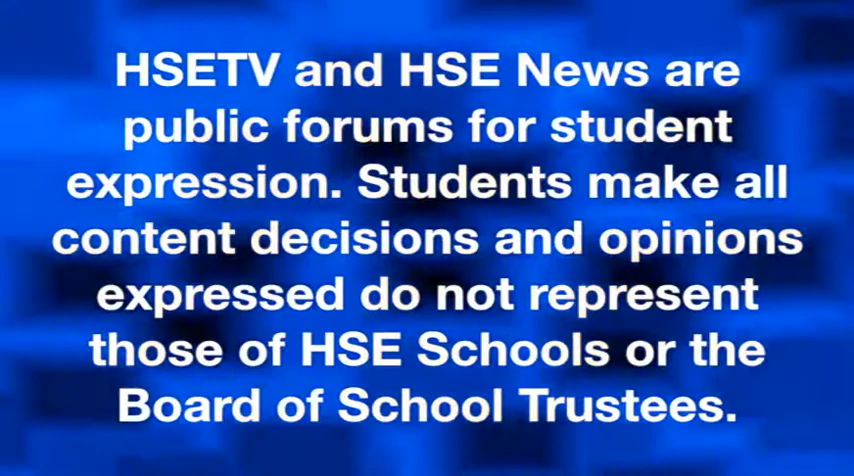 HSETV and HSE News are
public forums for student
expression. Students make all
content decisions and opinions
expressed do not represent
those of HSE Schools or the
Board of School Trustees.